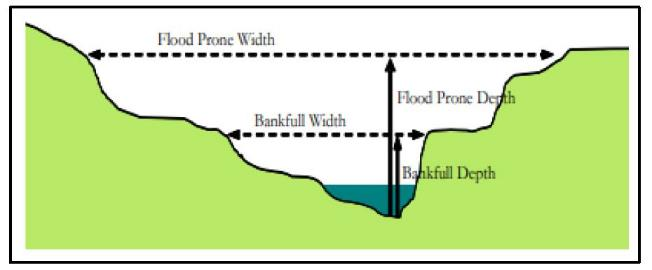 Flood Prone Width
Flood Prone Depth
Bankfull Width
Bankfull Depth